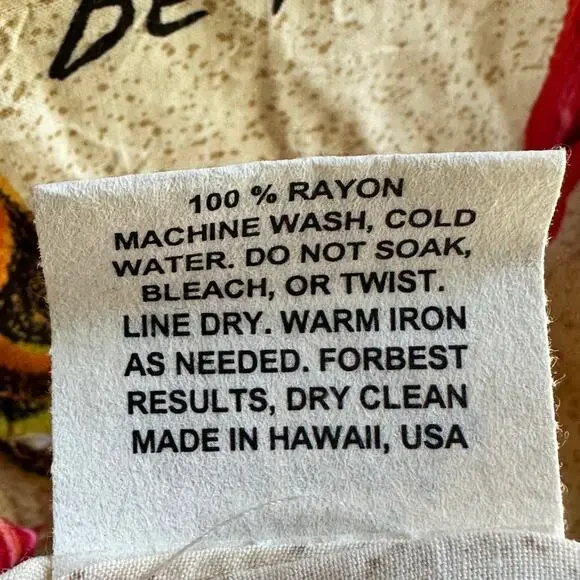 BE
100 % RAYON
MACHINE WASH, COLD
WATER. DO NOT SOAK,
BLEACH, OR TWIST.
LINE DRY. WARM IRON
AS NEEDED. FORBEST
RESULTS, DRY CLEAN
MADE IN HAWAII, USA